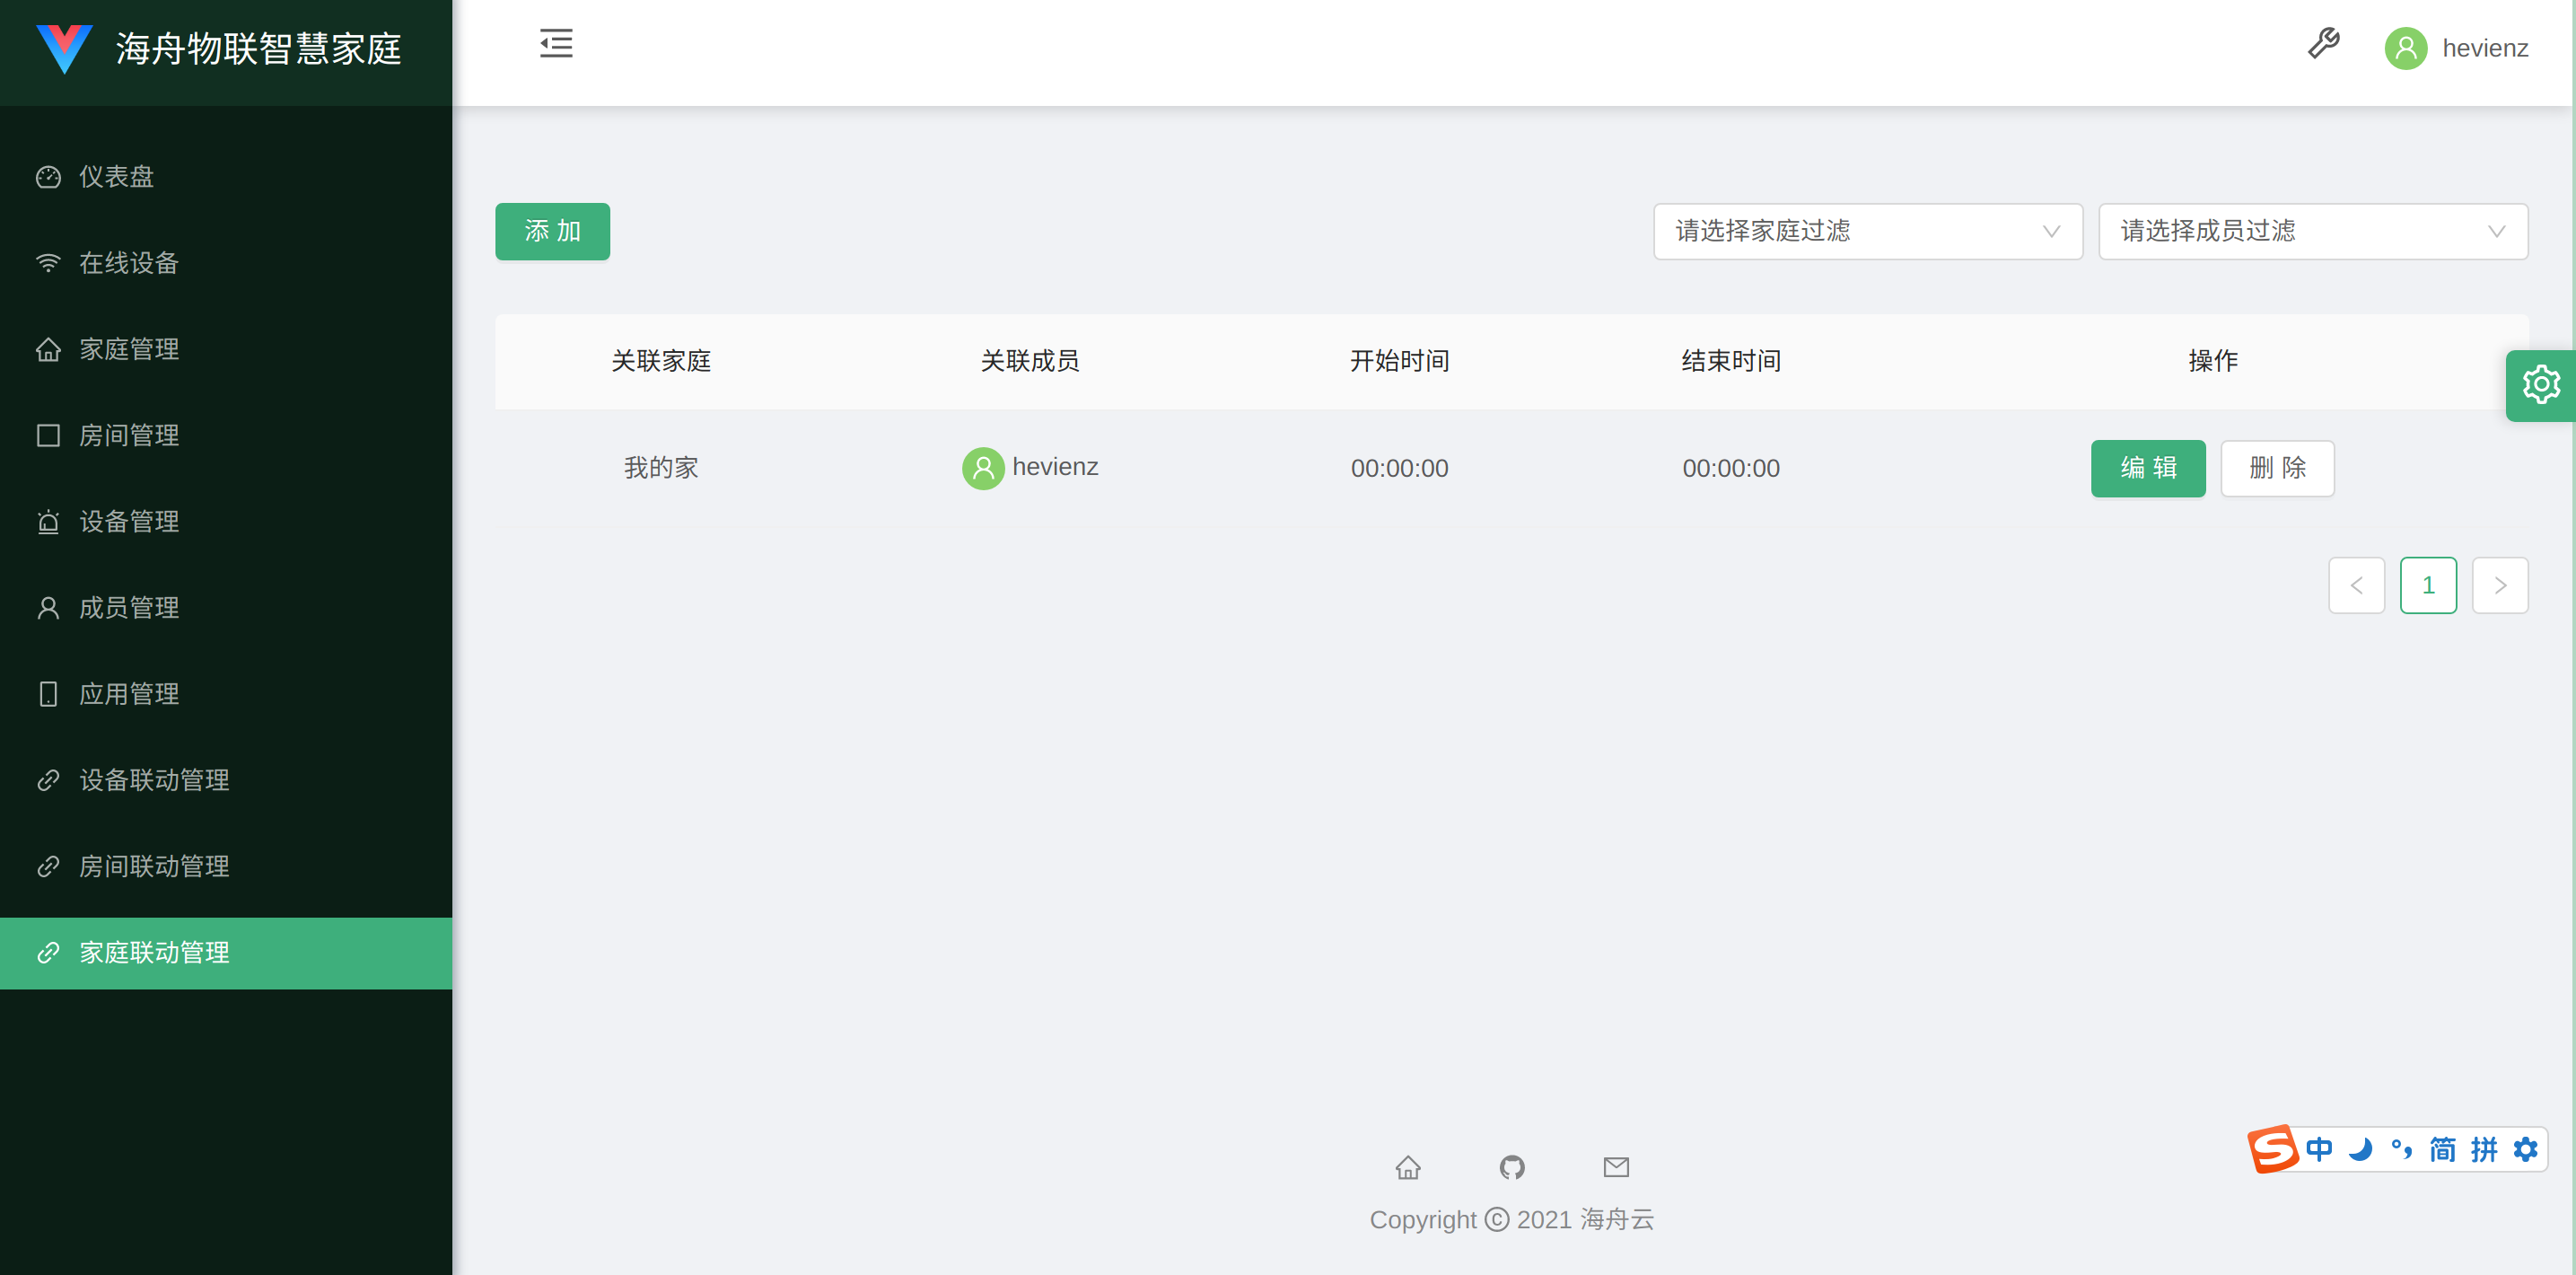 海舟物联智慧家庭
hevienz
仪表盘
在线设备
家庭管理
房间管理
设备管理
成员管理
应用管理
设备联动管理
房间联动管理
家庭联动管理
添 加
请选择家庭过滤
请选择成员过滤
关联家庭 关联成员 开始时间 结束时间 操作
我的家 hevienz 00:00:00 00:00:00 编 辑 删 除
1
中 简 拼
Copyright © 2021 海舟云